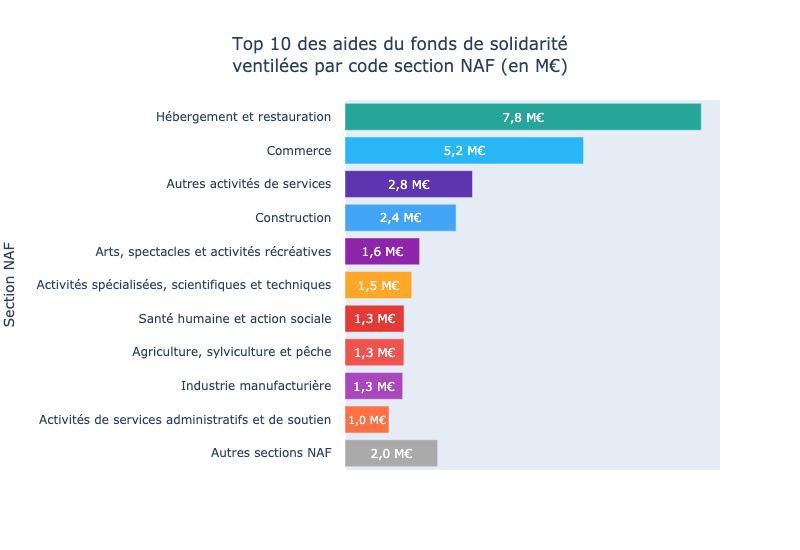 Top 10 des aides du fonds de solidarité
ventilées par code section NAF (en M€)
Section NAF
Hébergement et restauration 7,8 M€
Commerce 5,2 M€
Autres activités de services 2,8 M€
Construction 2,4 M€
Arts, spectacles et activités récréatives 1,6 M€
Activités spécialisées, scientifiques et techniques 1,5 M€
Santé humaine et action sociale 1,3 M€
Agriculture, sylviculture et pêche 1,3 M€
Industrie manufacturière 1,3 M€
Activités de services administratifs et de soutien 1,0 M€
Autres sections NAF 2,0 M€